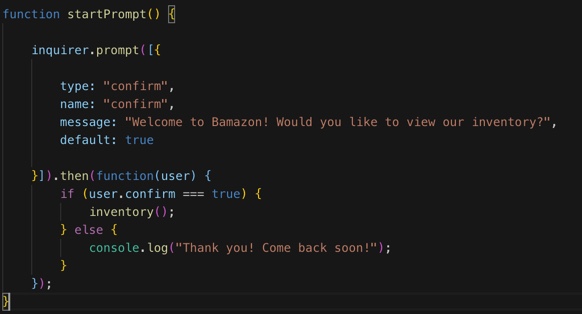 function startPrompt() {
inquirer.prompt([{
type: "confirm",
name: "confirm",
message: "Welcome to Bamazon! Would you like to view our inventory?",
default: true
}]).then(function(user) {
if (user.confirm === true) {
inventory();
} else {
console.log("Thank you! Come back soon!");
}
});
}